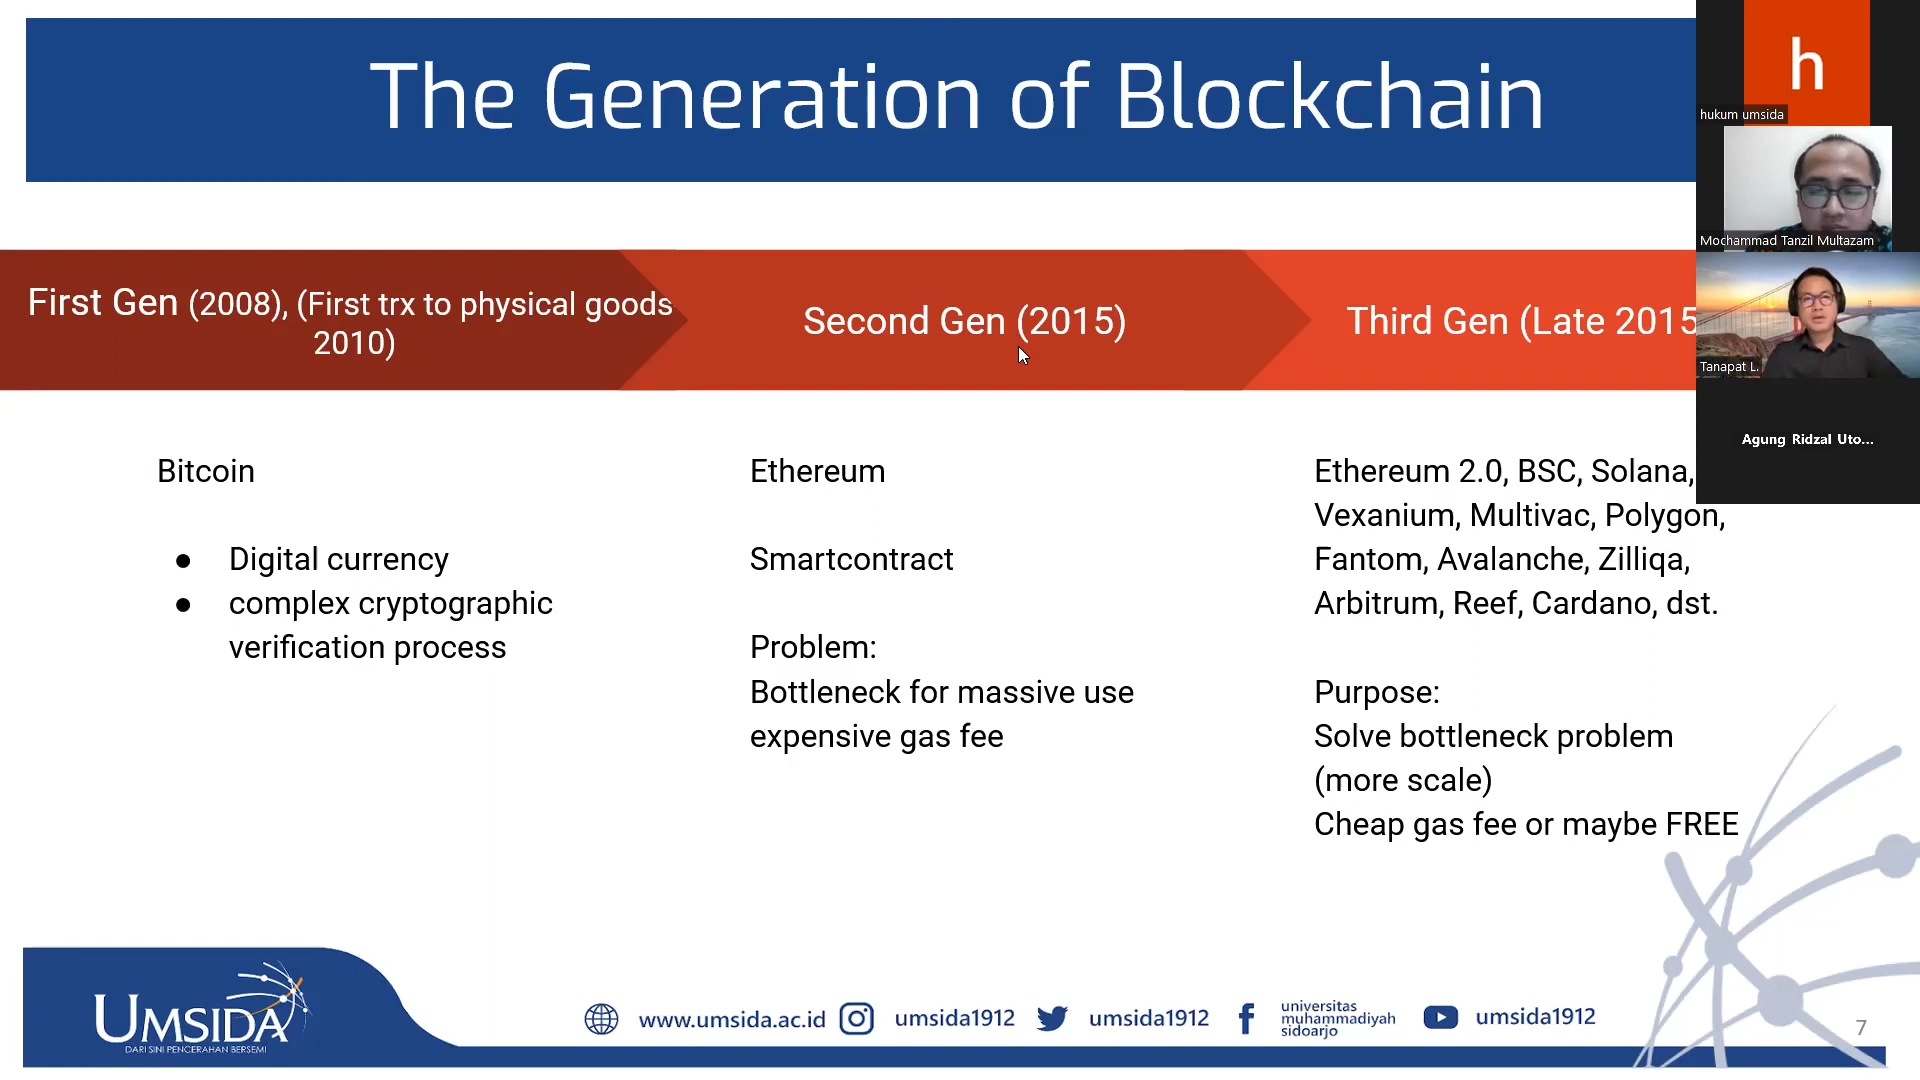 The Generation of Blockchain
First Gen (2008), (First trx to physical goods
2010)
Second Gen (2015)
Third Gen (Late 2015
Bitcoin
● Digital currency
● complex cryptographic
verification process
Ethereum
Smartcontract
Problem:
Bottleneck for massive use
expensive gas fee
Ethereum 2.0, BSC, Solana,
Vexanium, Multivac, Polygon,
Fantom, Avalanche, Zilliqa,
Arbitrum, Reef, Cardano, dst.
Purpose:
Solve bottleneck problem
(more scale)
Cheap gas fee or maybe FREE
h
hukum umsida
Mochammad Tanzil Multazam
Tanapat L.
Agung Ridzal Uto...
UMSIDA
DARI SINI PENCERAHAN BERSEMI
www.umsida.ac.id
umsida1912
umsida1912
universitas
muhammadiyah
sidoarjo
umsida1912
7